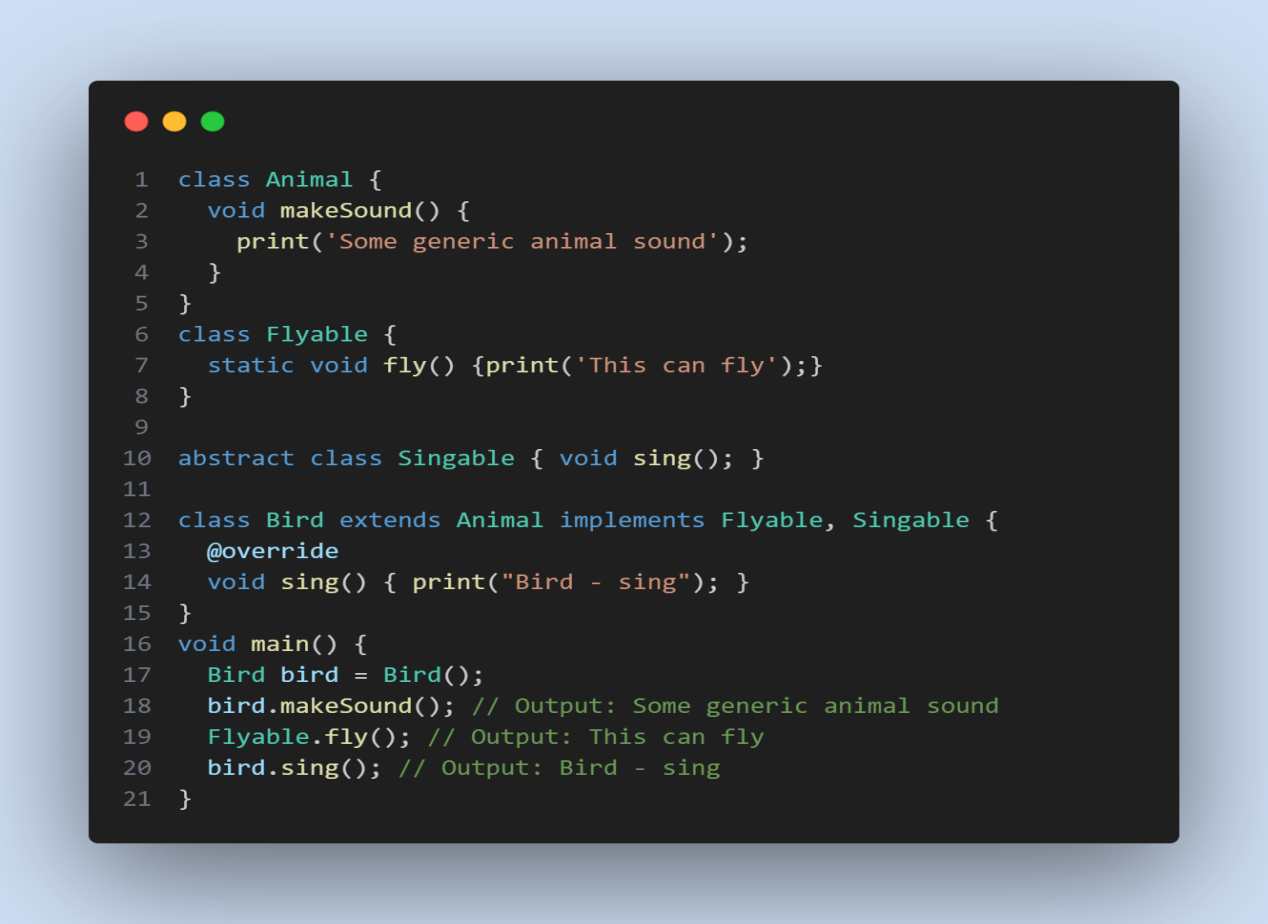 1 class Animal {
2   void makeSound() {
3     print('Some generic animal sound');
4   }
5 }
6 class Flyable {
7   static void fly() {print('This can fly');}
8 }
9
10 abstract class Singable { void sing(); }
11
12 class Bird extends Animal implements Flyable, Singable {
13   @override
14   void sing() { print("Bird - sing"); }
15 }
16 void main() {
17   Bird bird = Bird();
18   bird.makeSound(); // Output: Some generic animal sound
19   Flyable.fly(); // Output: This can fly
20   bird.sing(); // Output: Bird - sing
21 }